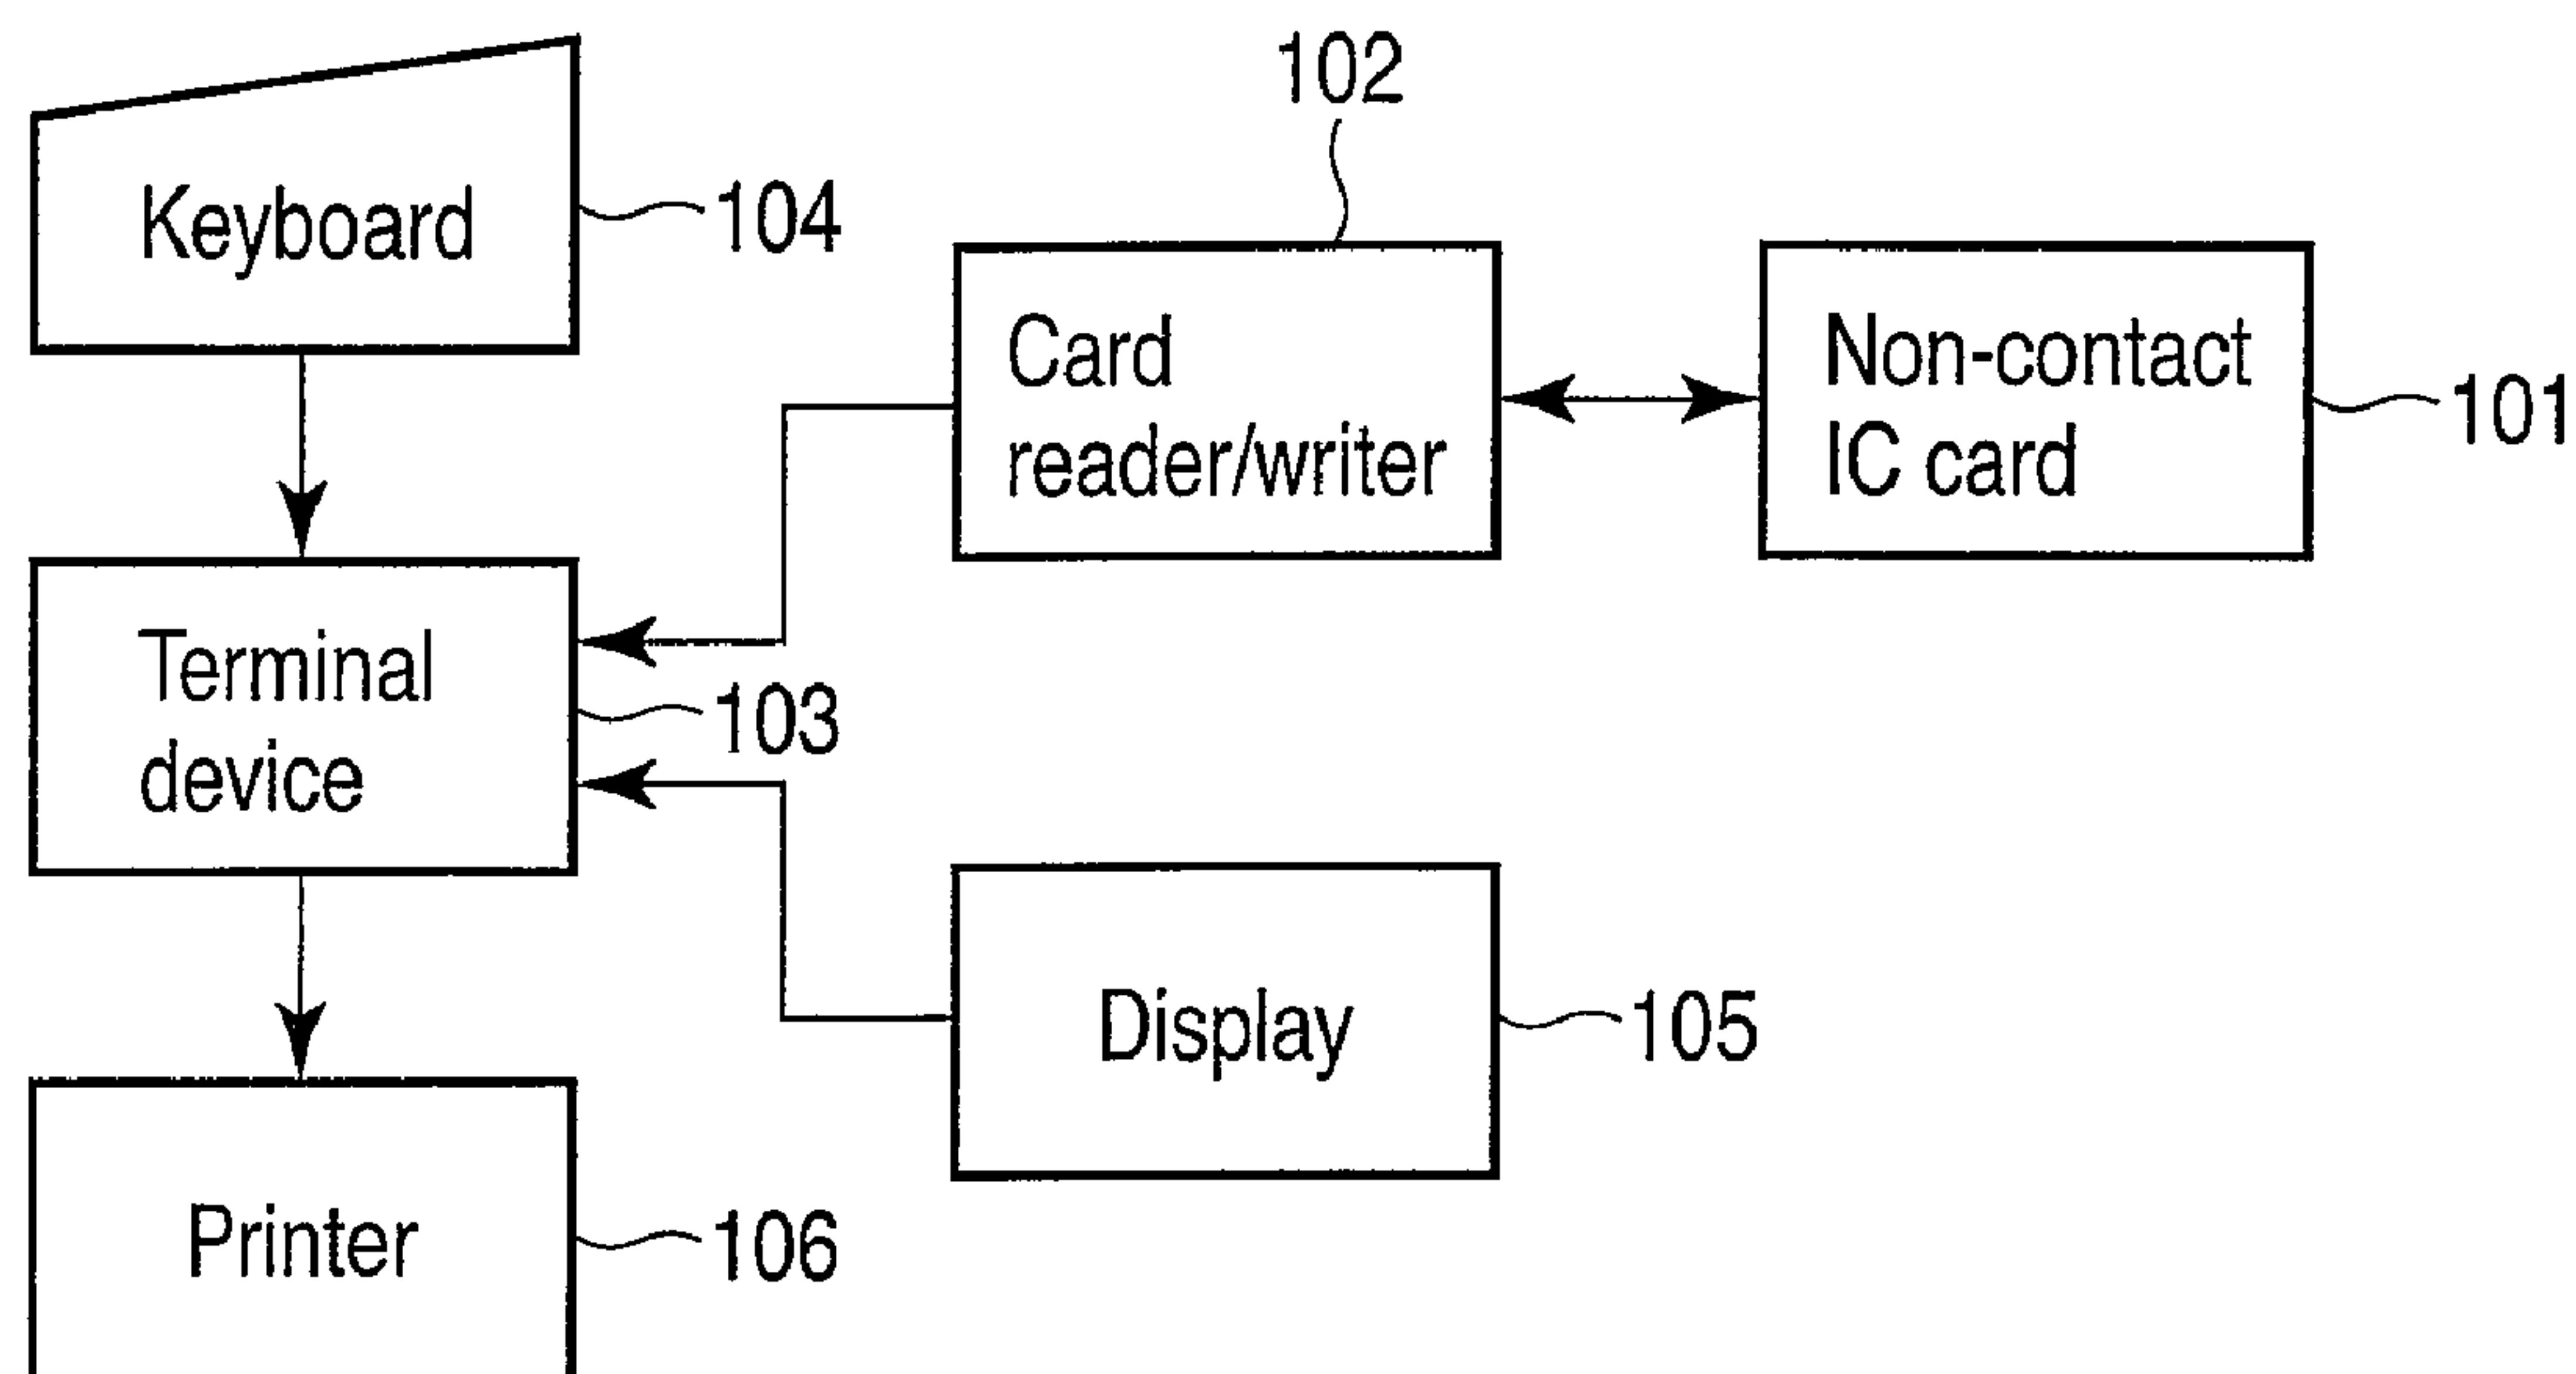 Keyboard
104
102
Card
reader/writer
Non-contact
IC card
101
Terminal
device
103
Display
105
Printer
106